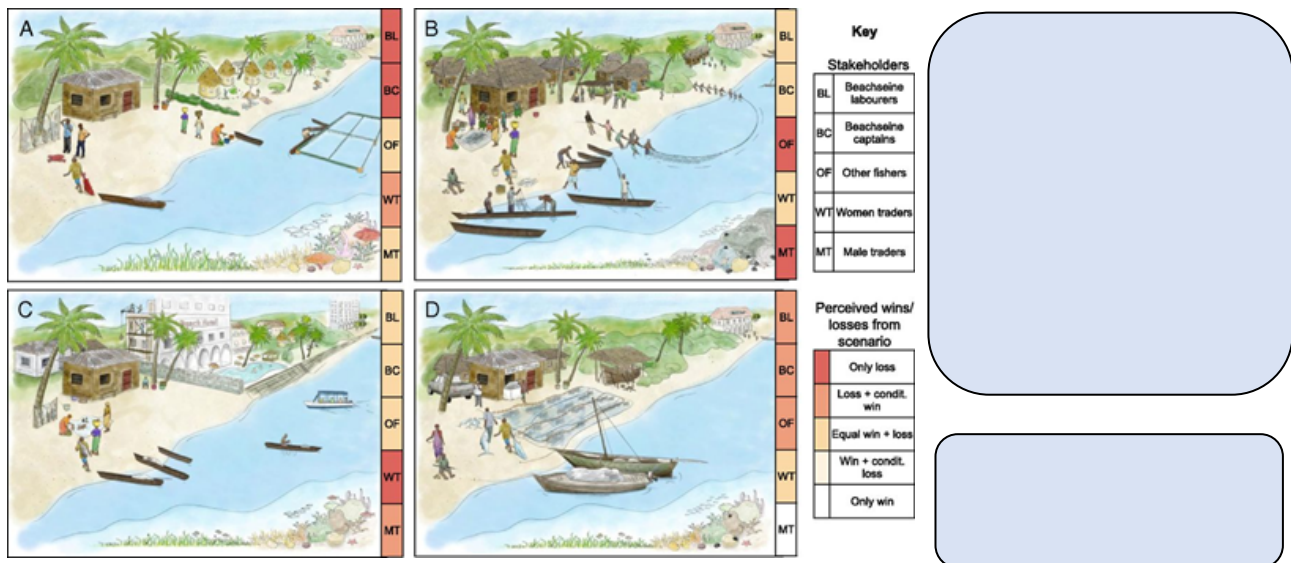 A
BL
BC
OF
WT
MT
B
BL
BC
OF
WT
MT
C
BL
BC
OF
WT
MT
D
BL
BC
OF
WT
MT
Key
Stakeholders
BL Beachseine
labourers
BC Beachseine
captains
OF Other fishers
WT Women traders
MT Male traders
Perceived wins/
losses from
scenario
Only loss
Loss + condit.
win
Equal win + loss
Win + condit.
loss
Only win